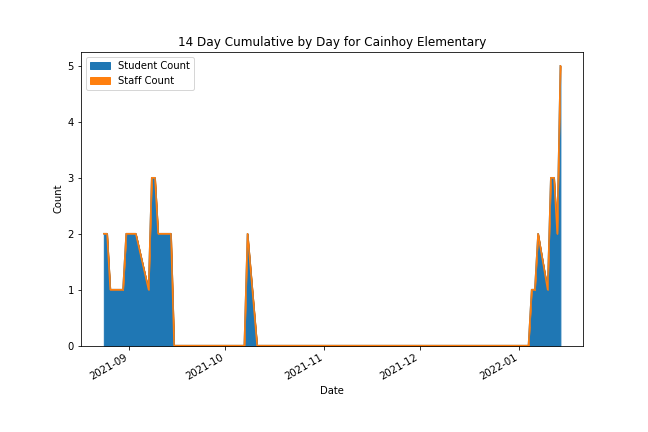 14 Day Cumulative by Day for Cainhoy Elementary
Student Count
Staff Count
5
4
3
2
1
0
Count
2021-09
2021-10
2021-11
2021-12
2022-01
Date